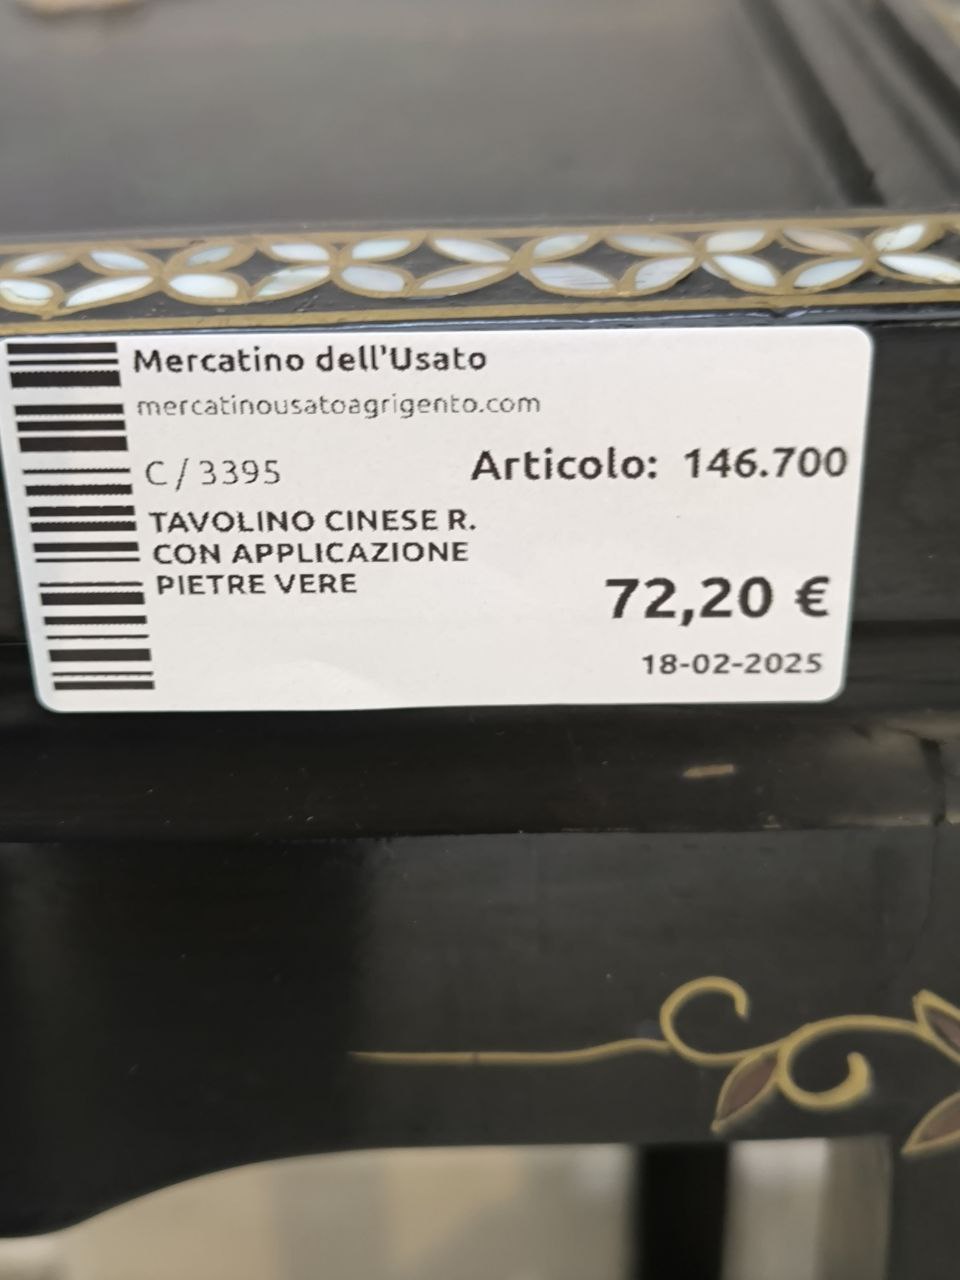 Mercatino dell'Usato
mercatinousatoagrigento.com
C / 3395
Articolo: 146.700
TAVOLINO CINESE R.
CON APPLICAZIONE
PIETRE VERE
72,20 €
18-02-2025